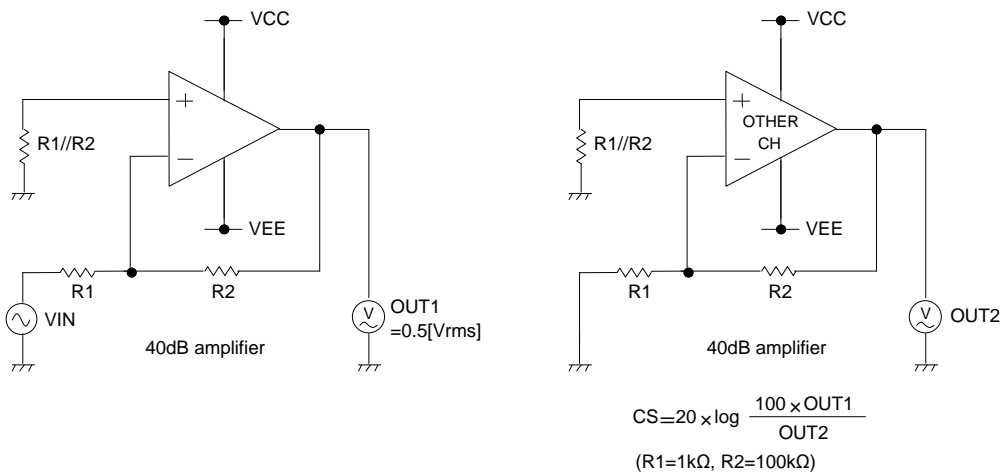 VCC
+
R1//R2
−
VEE
R1
R2
VIN
V
OUT1
=0.5[Vrms]
40dB amplifier
VCC
+
OTHER
CH
R1//R2
−
VEE
R1
R2
V
OUT2
40dB amplifier
CS=20×log 100×OUT1
OUT2
(R1=1kΩ, R2=100kΩ)